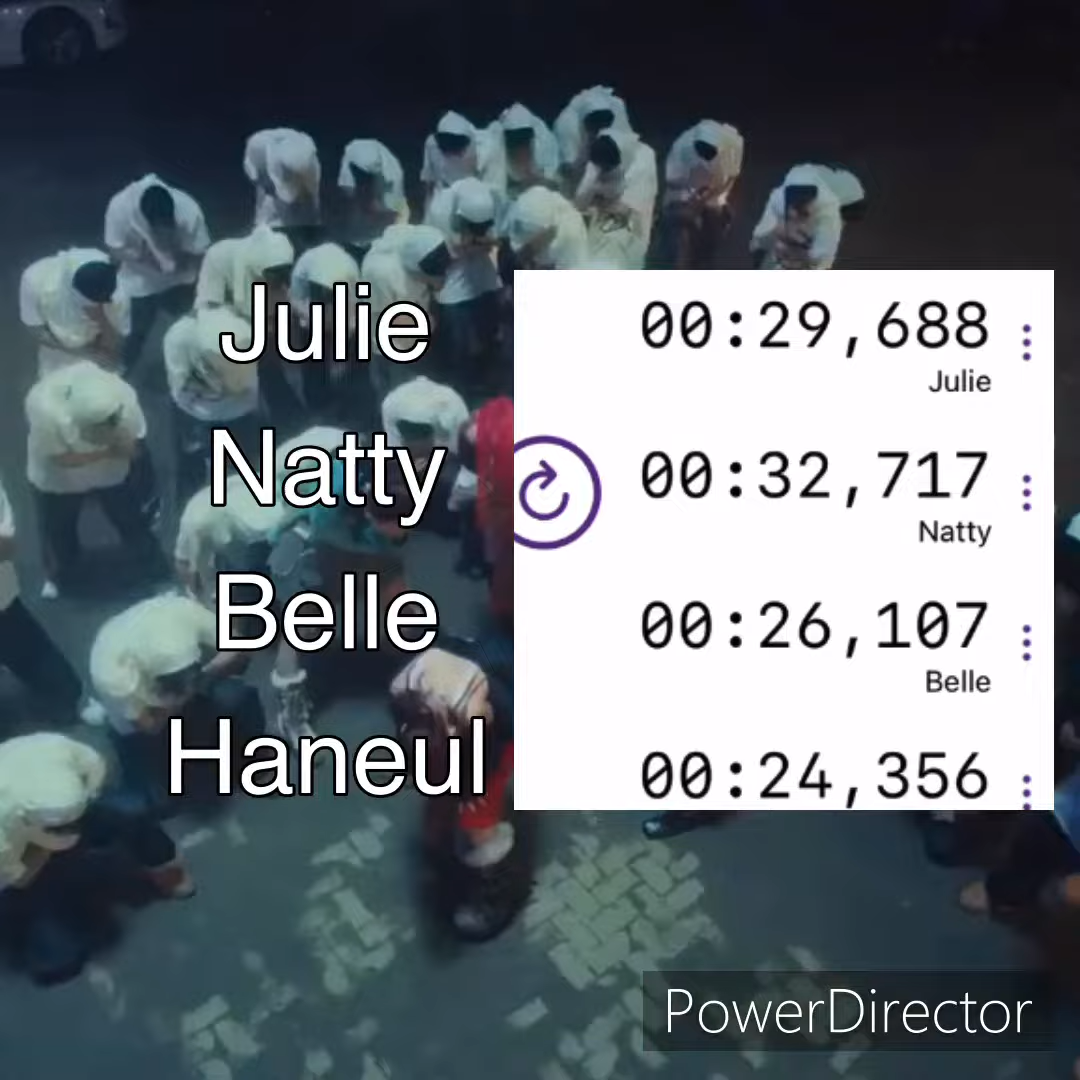 Julie
Natty
Belle
Haneul
00:29,688
Julie
00:32,717
Natty
00:26,107
Belle
00:24,356
PowerDirector